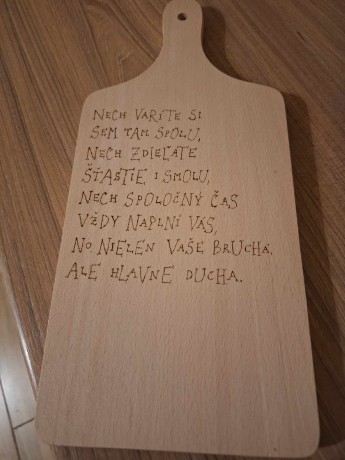 NECH VARÍTE SI
SEM TAM SPOLU,
NECH ZDIEĽATE
ŠŤASTIE I SMOLU,
NECH SPOLOČNÝ ČAS
VŽDY NAPLNÍ VÁS,
NO NIELEN VAŠE BRUCHÁ.
ALE HLAVNE DUCHA.